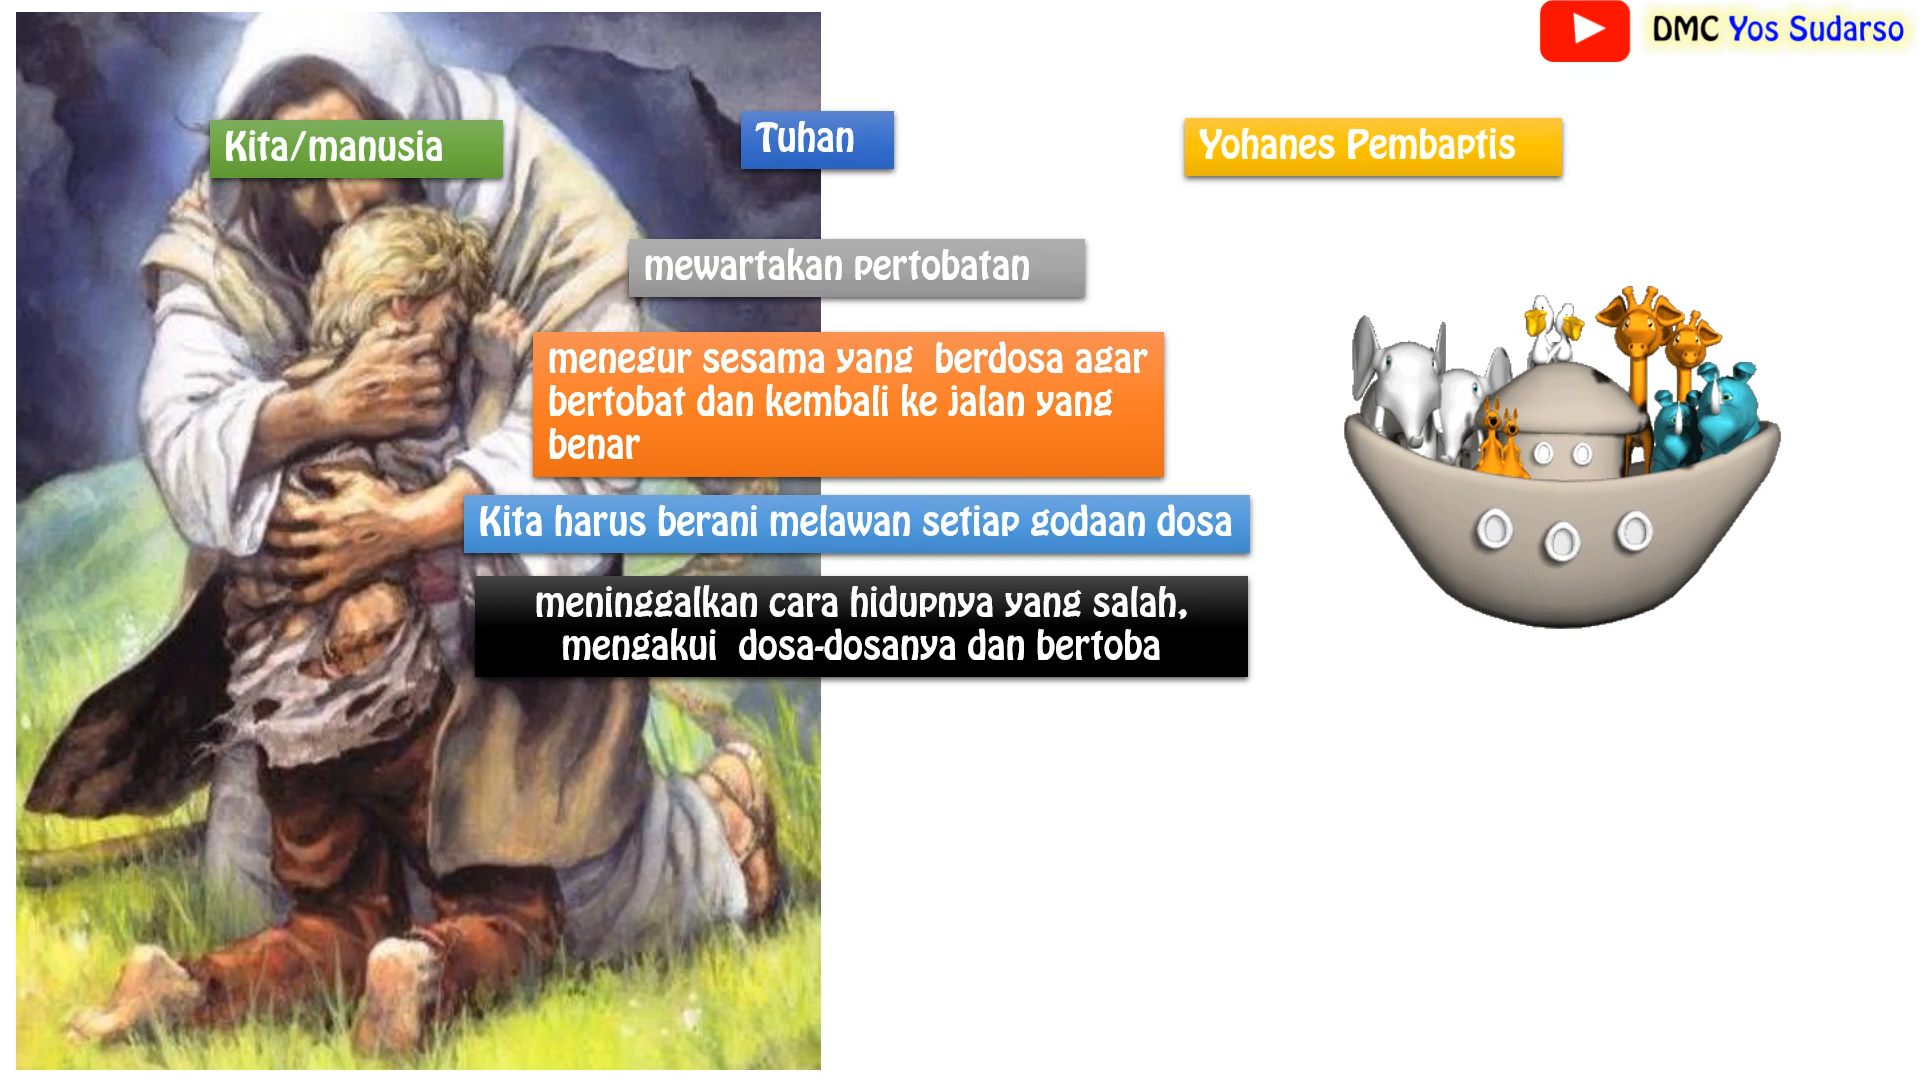 DMC Yos Sudarso
Kita/manusia
Tuhan
Yohanes Pembaptis
mewartakan pertobatan
menegur sesama yang  berdosa agar
bertobat dan kembali ke jalan yang
benar
Kita harus berani melawan setiap godaan dosa
meninggalkan cara hidupnya yang salah,
mengakui  dosa-dosanya dan bertoba